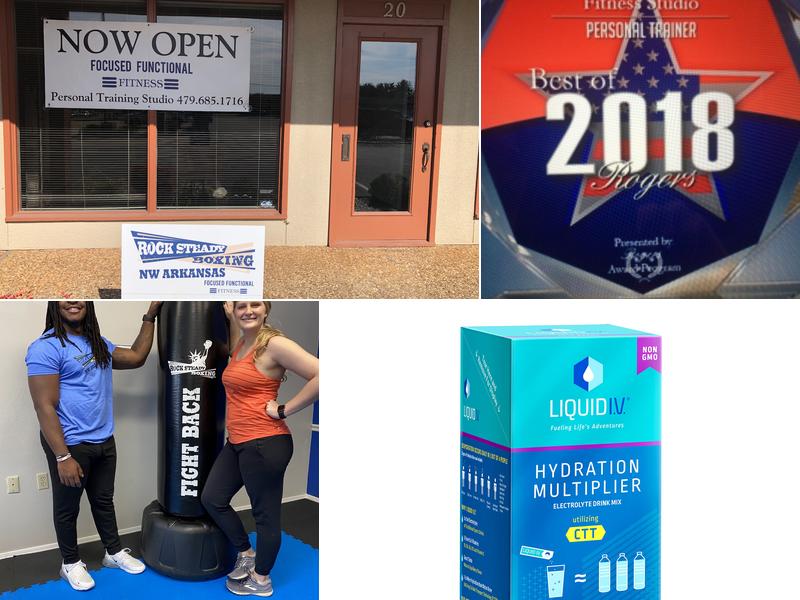 20
NOW OPEN
FOCUSED FUNCTIONAL
FITNESS
Personal Training Studio 479.685.1716
ROCK STEADY
BOXING
NW ARKANSAS
FOCUSED FUNCTIONAL
FITNESS
Fitness Studio
PERSONAL TRAINER
Best of
2018
Rogers
Presented by
Award Program
ROCK STEADY
BOXING
FIGHT BACK
NON
GMO
LIQUID I.V.
Fueling Life's Adventures
HYDRATION
MULTIPLIER
ELECTROLYTE DRINK MIX
utilizing
CTT
LIQUID I.V.